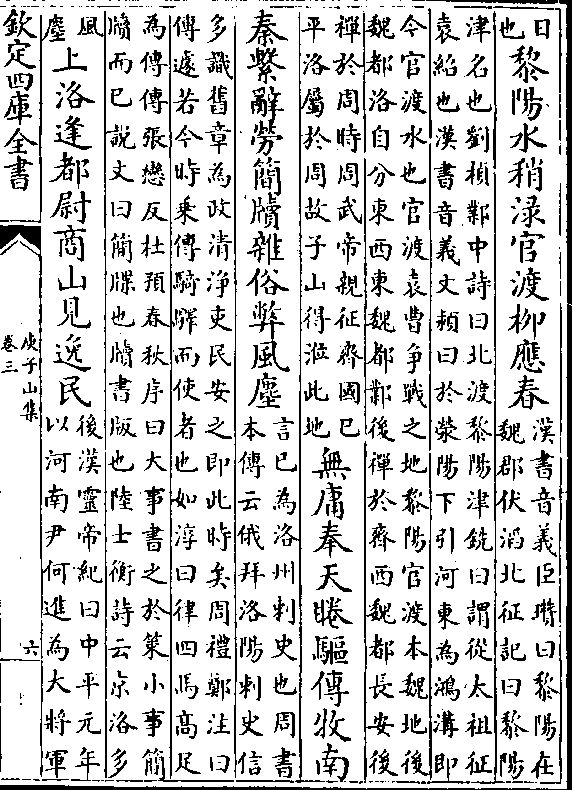 曰
也
黎陽水稍渌官渡柳應春
漢書音義臣瓚曰黎陽在
魏郡伏滔北征記曰黎陽
津名也劉楨鄴中詩曰北渡黎陽津銑曰謂從太祖征
袁紹也漢書音義文頴曰於滎陽下引河東為鴻溝即
今官渡水也官渡袁曹爭戰之地黎陽官渡本魏地後
魏都洛自分東西東魏都鄴後禪於齊西魏都長安後
禪於周時周武帝親征齊國已
平洛屬於周故子山得涖此地
無庸奉天睠驅傳牧南
秦繁辭勞簡牘雜俗弊風塵
言已為洛州刺史也周書
本傳云俄拜洛陽刺史信
多識舊章為政清浄吏民安之即此時矣周禮鄭注曰
傳遽若今時乗傳騎驛而使者也如淳曰律四馬高足
為傳傳張戀反杜預春秋序曰大事書之於策小事簡
牘而已説文曰簡牒也牘書版也陸士衡詩云京洛多
風
塵
上洛逢都尉商山見逸民
後漢靈帝紀曰中平元年
以河南尹何進為大將軍
欽定四庫全書
庾子山集
卷三
六